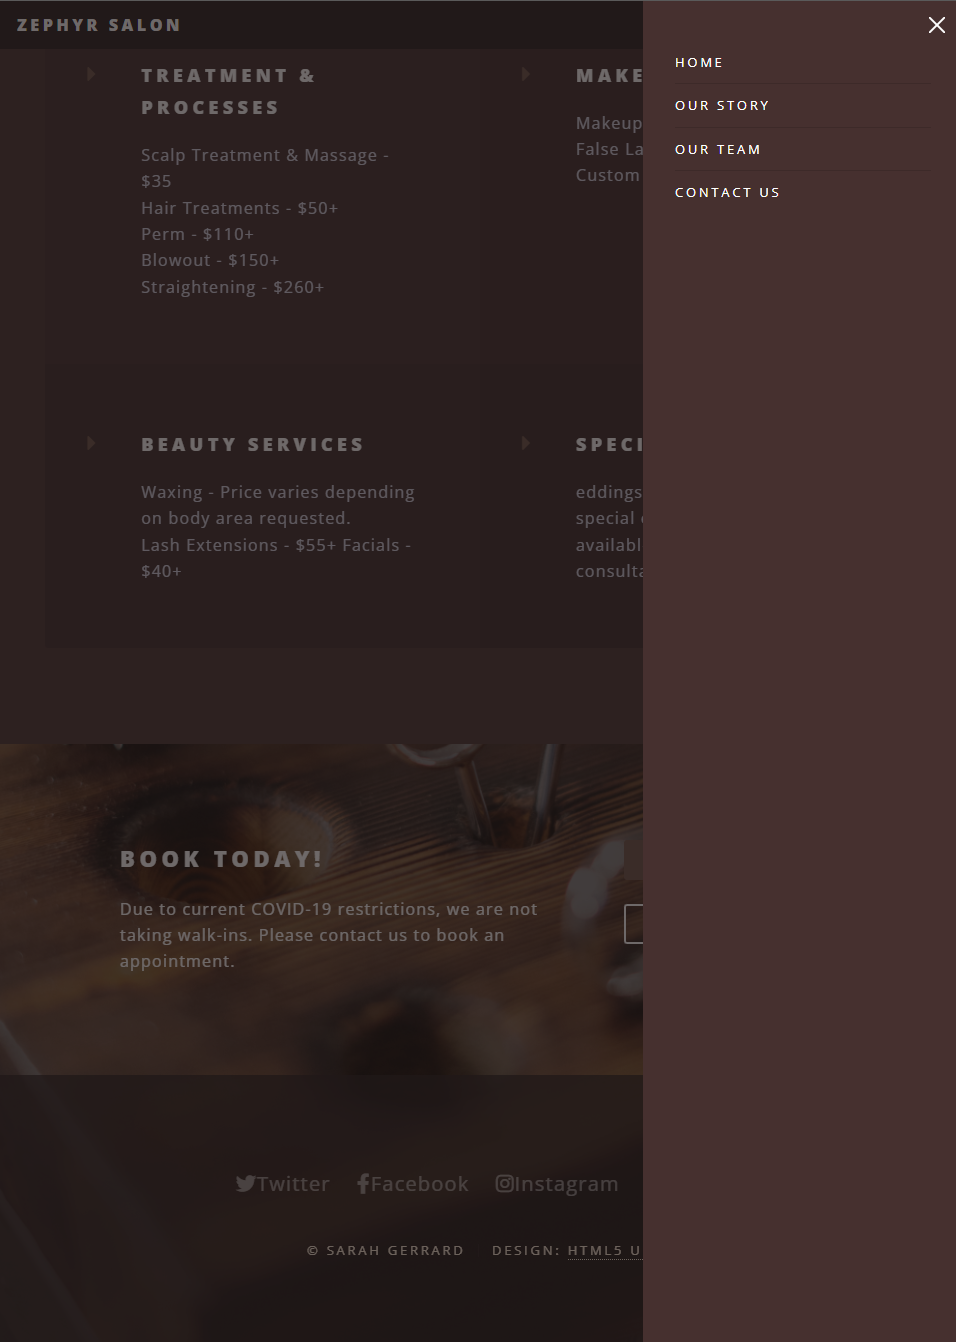 ZEPHYR SALON
HOME
OUR STORY
OUR TEAM
CONTACT US
TREATMENT &
PROCESSES
Scalp Treatment & Massage -
$35
Hair Treatments - $50+
Perm - $110+
Blowout - $150+
Straightening - $260+
MAKE
Makeup
False La
Custom
BEAUTY SERVICES
Waxing - Price varies depending
on body area requested.
Lash Extensions - $55+ Facials -
$40+
SPECI
eddings
special
availabl
consulta
BOOK TODAY!
Due to current COVID-19 restrictions, we are not
taking walk-ins. Please contact us to book an
appointment.
Twitter Facebook Instagram
© SARAH GERRARD DESIGN: HTML5 U